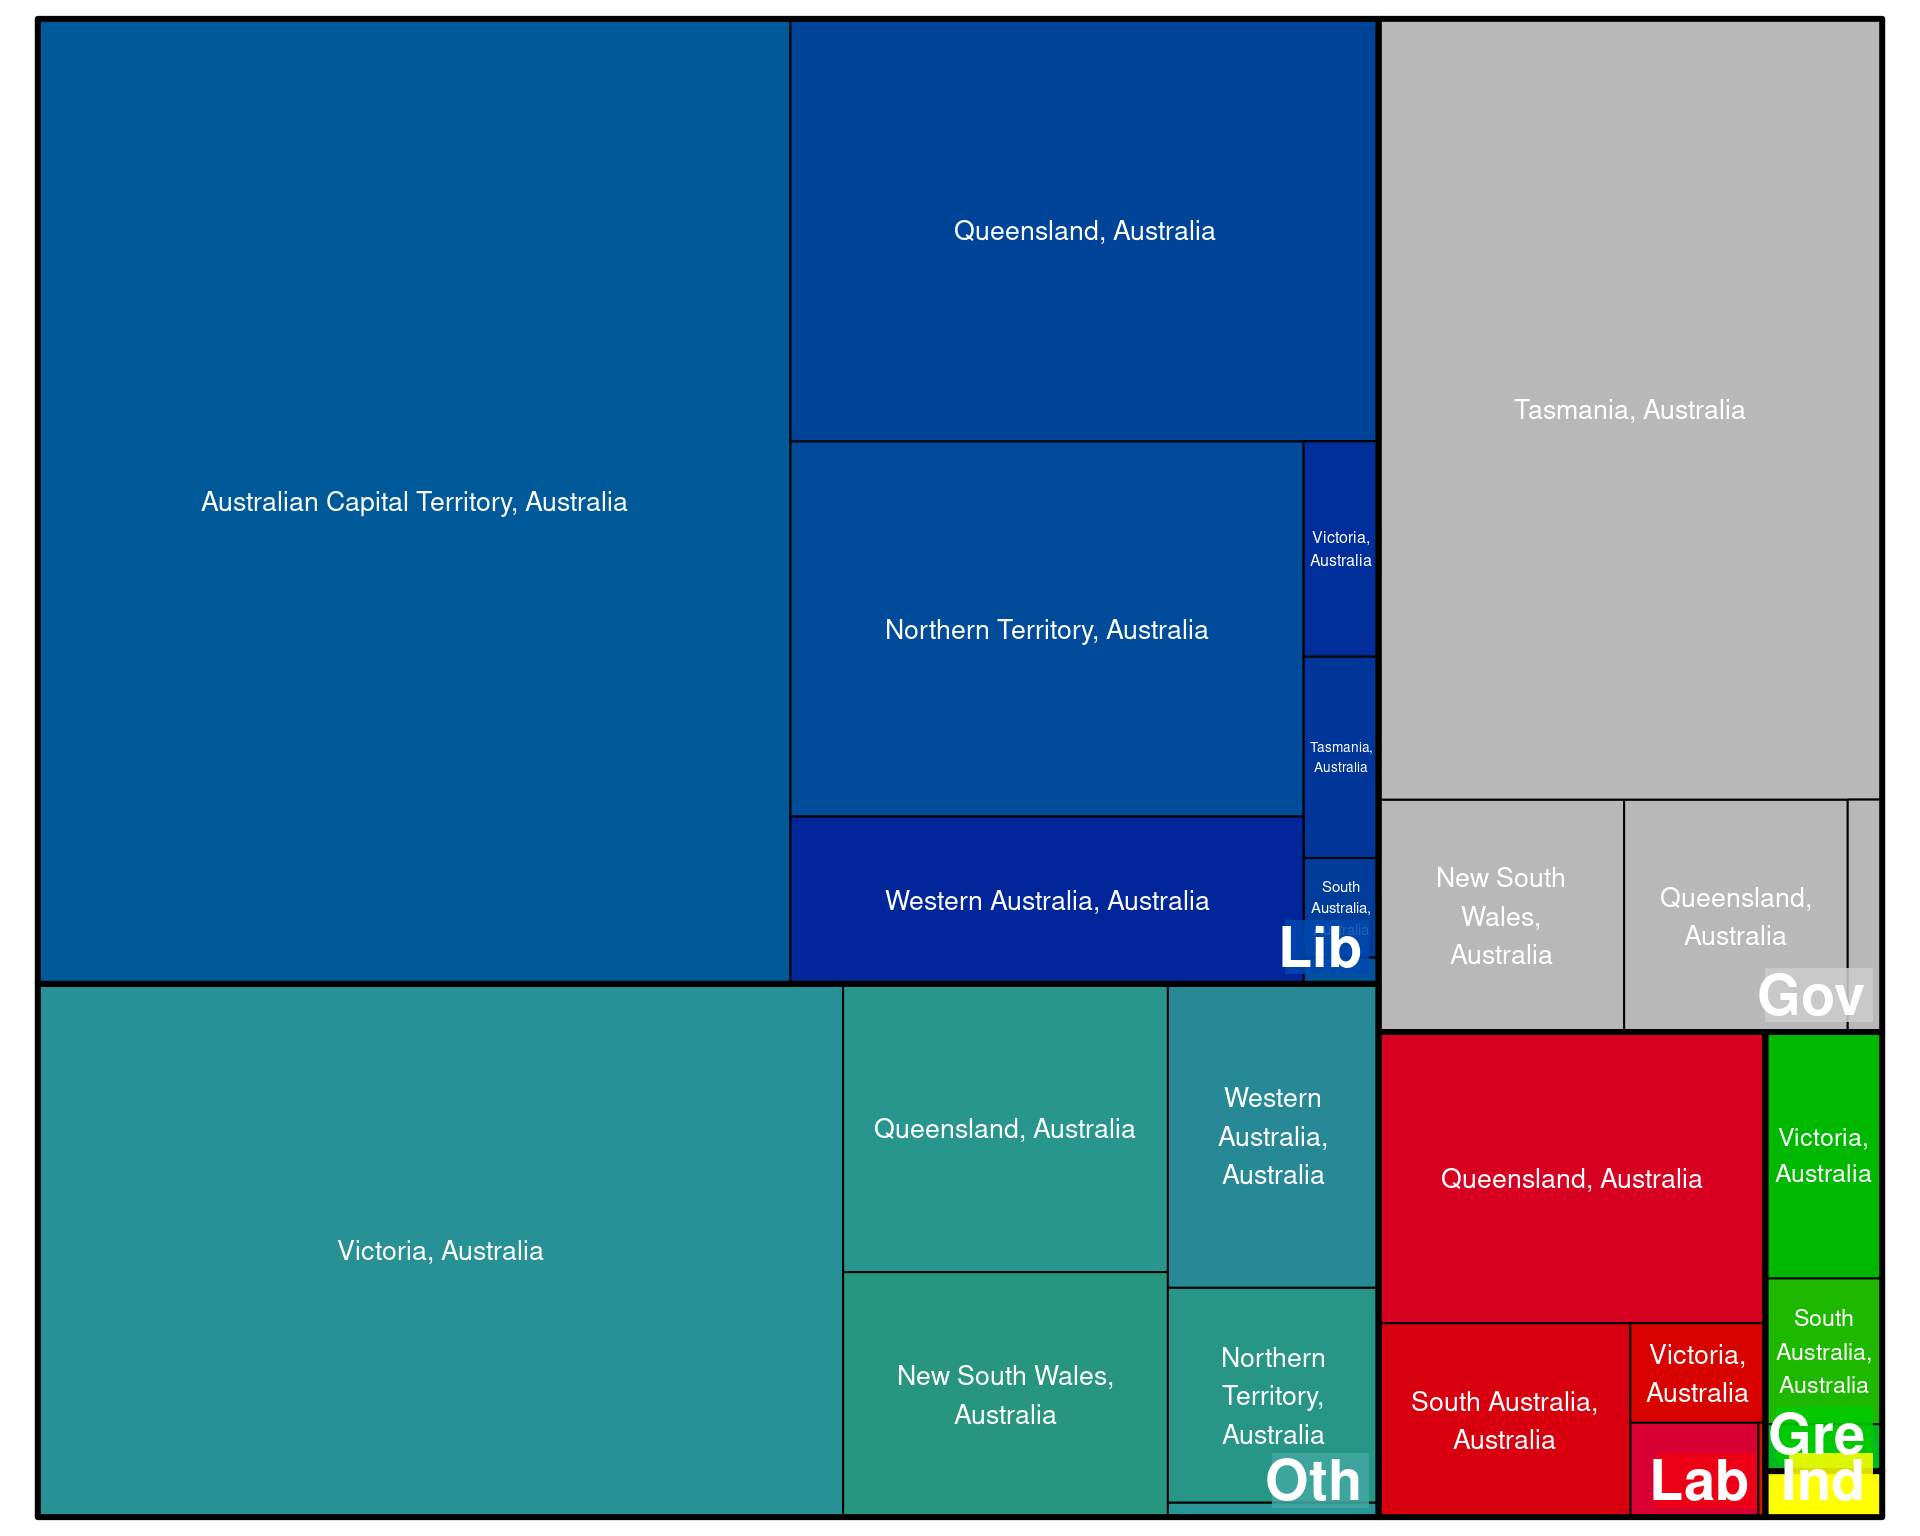 Australian Capital Territory, Australia
Queensland, Australia
Northern Territory, Australia
Victoria,
Australia
Tasmania,
Australia
Western Australia, Australia
South
Australia,
Lib
Tasmania, Australia
New South
Wales,
Australia
Queensland,
Australia
Gov
Victoria, Australia
Queensland, Australia
New South Wales,
Australia
Western
Australia,
Australia
Northern
Territory,
Australia
Oth
Queensland, Australia
South Australia,
Australia
Victoria,
Australia
Lab
Victoria,
Australia
South
Australia,
Australia
Gre
Ind